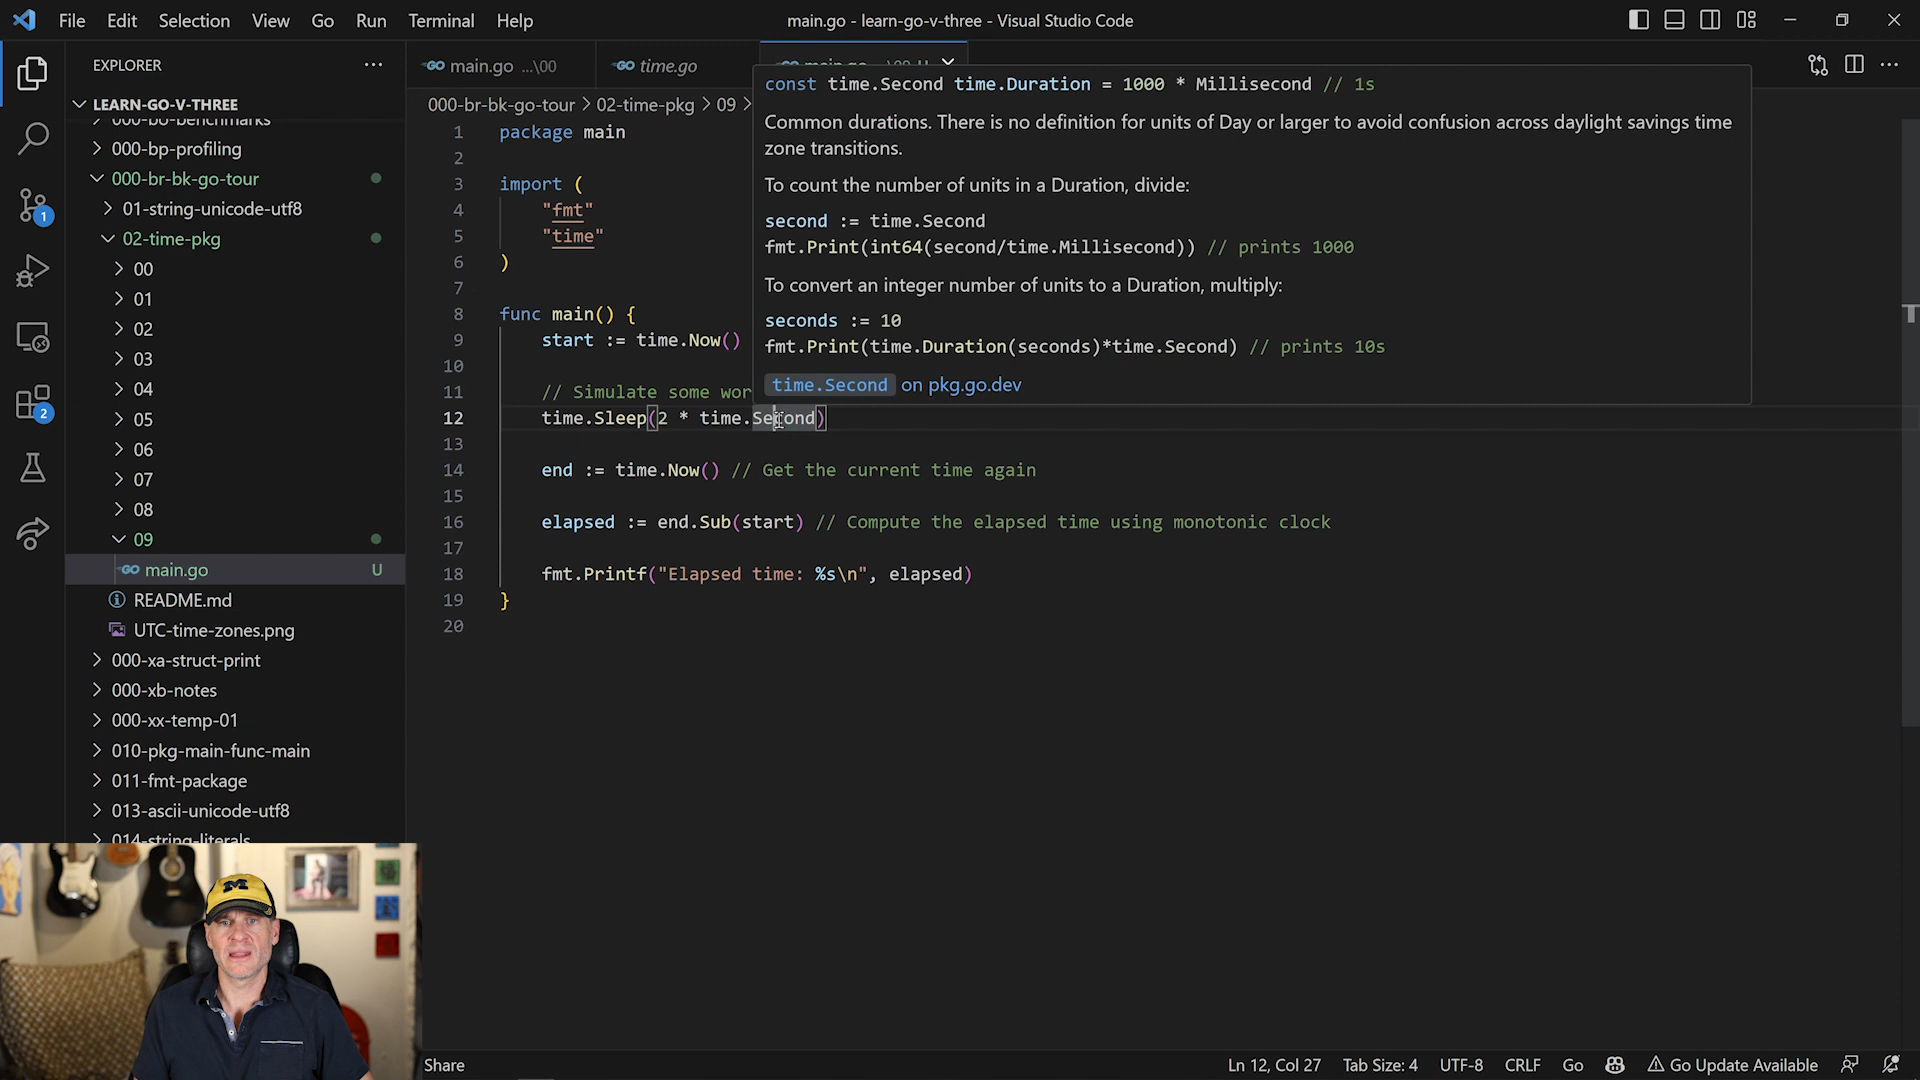 File Edit Selection View Go Run Terminal Help
main.go - learn-go-v-three - Visual Studio Code
EXPLORER
LEARN-GO-V-THREE
000-bo-benchmarks
000-bp-profiling
000-br-bk-go-tour
01-string-unicode-utf8
02-time-pkg
00
01
02
03
04
05
06
07
08
09
main.go U
README.md
UTC-time-zones.png
000-xa-struct-print
000-xb-notes
000-xx-temp-01
010-pkg-main-func-main
011-fmt-package
013-ascii-unicode-utf8
014-string-literals
1
2
main.go ...\00
time.go
main.go ...\09 U
000-br-bk-go-tour > 02-time-pkg > 09 >
1 package main
2
3 import (
4 "fmt"
5 "time"
6 )
7
8 func main() {
9 start := time.Now()
10
11 // Simulate some wor
12 time.Sleep(2 * time.Second)
13
14 end := time.Now() // Get the current time again
15
16 elapsed := end.Sub(start) // Compute the elapsed time using monotonic clock
17
18 fmt.Printf("Elapsed time: %s\n", elapsed)
19 }
20
const time.Second time.Duration = 1000 * Millisecond // 1s
Common durations. There is no definition for units of Day or larger to avoid confusion across daylight savings time
zone transitions.
To count the number of units in a Duration, divide:
second := time.Second
fmt.Print(int64(second/time.Millisecond)) // prints 1000
To convert an integer number of units to a Duration, multiply:
seconds := 10
fmt.Print(time.Duration(seconds)*time.Second) // prints 10s
time.Second on pkg.go.dev
M
Share
Ln 12, Col 27 Tab Size: 4 UTF-8 CRLF Go Go Update Available